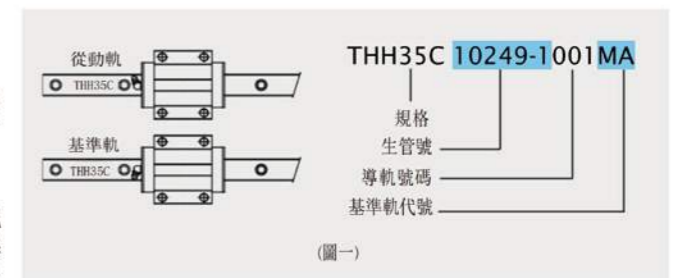 從動軌
THH35C
基準軌
THH35C
THH35C 10249-1001MA
規格
生管號
導軌號碼
基準軌代號
(圖一)